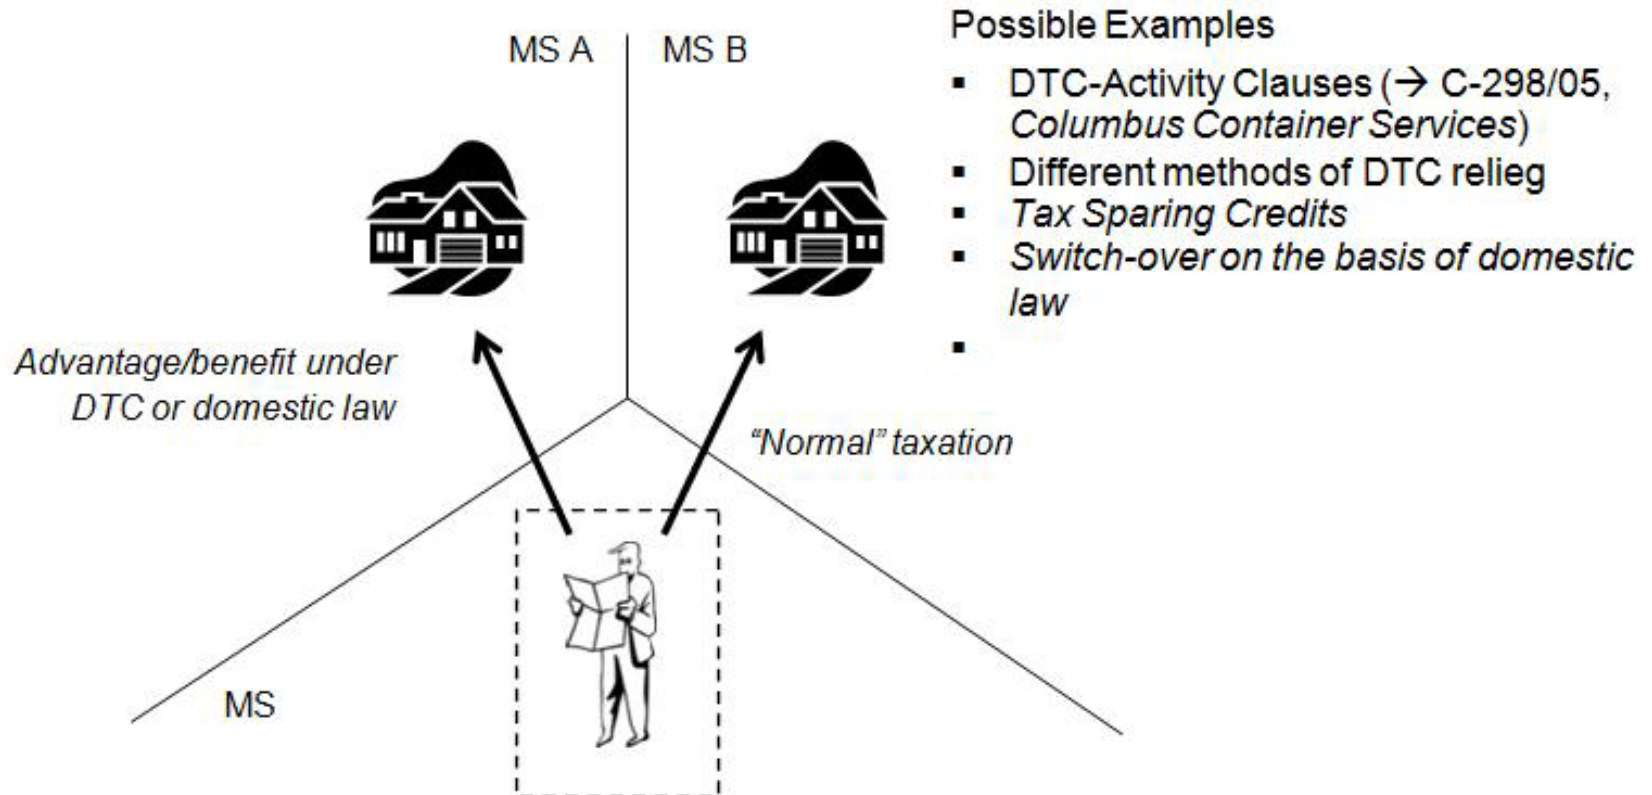 MS A
MS B
Possible Examples
▪ DTC-Activity Clauses (→ C-298/05,
Columbus Container Services)
▪ Different methods of DTC relieg
▪ Tax Sparing Credits
▪ Switch-over on the basis of domestic
law
▪
Advantage/benefit under
DTC or domestic law
“Normal” taxation
MS